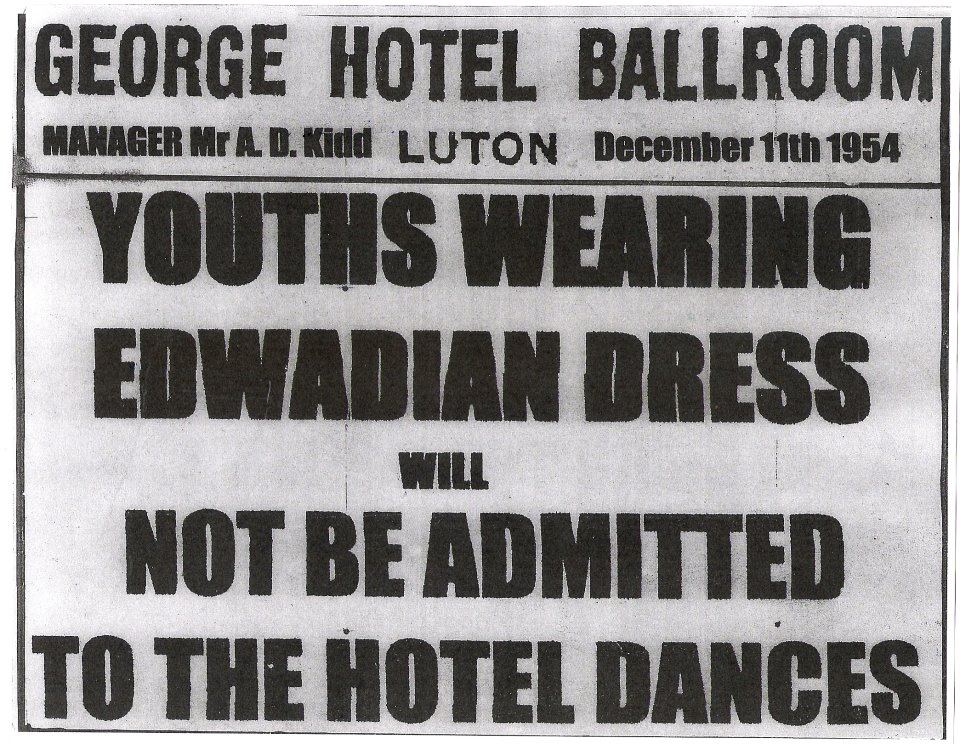 GEORGE HOTEL BALLROOM
MANAGER Mr A. D. Kidd LUTON December 11th 1954
YOUTHS WEARING
EDWADIAN DRESS
WILL
NOT BE ADMITTED
TO THE HOTEL DANCES